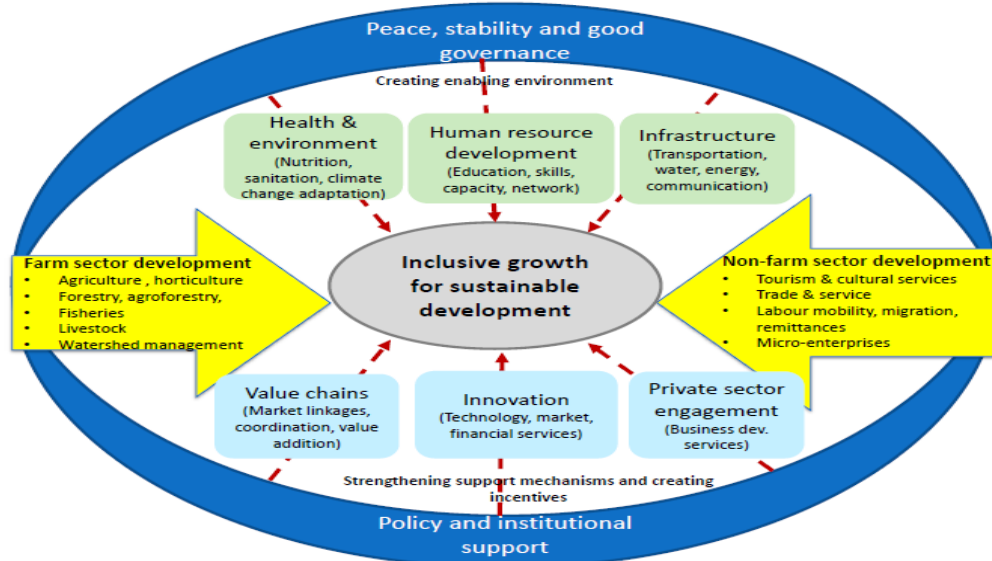 Peace, stability and good
governance
Creating enabling environment
Health &
environment
(Nutrition,
sanitation, climate
change adaptation)
Human resource
development
(Education, skills,
capacity, network)
Infrastructure
(Transportation,
water, energy,
communication)
Farm sector development
• Agriculture , horticulture
• Forestry, agroforestry,
• Fisheries
• Livestock
• Watershed management
Inclusive growth
for sustainable
development
Non-farm sector development
• Tourism & cultural services
• Trade & service
• Labour mobility, migration,
remittances
• Micro-enterprises
Value chains
(Market linkages,
coordination, value
addition)
Innovation
(Technology, market,
financial services)
Private sector
engagement
(Business dev.
services)
Strengthening support mechanisms and creating
incentives
Policy and institutional
support